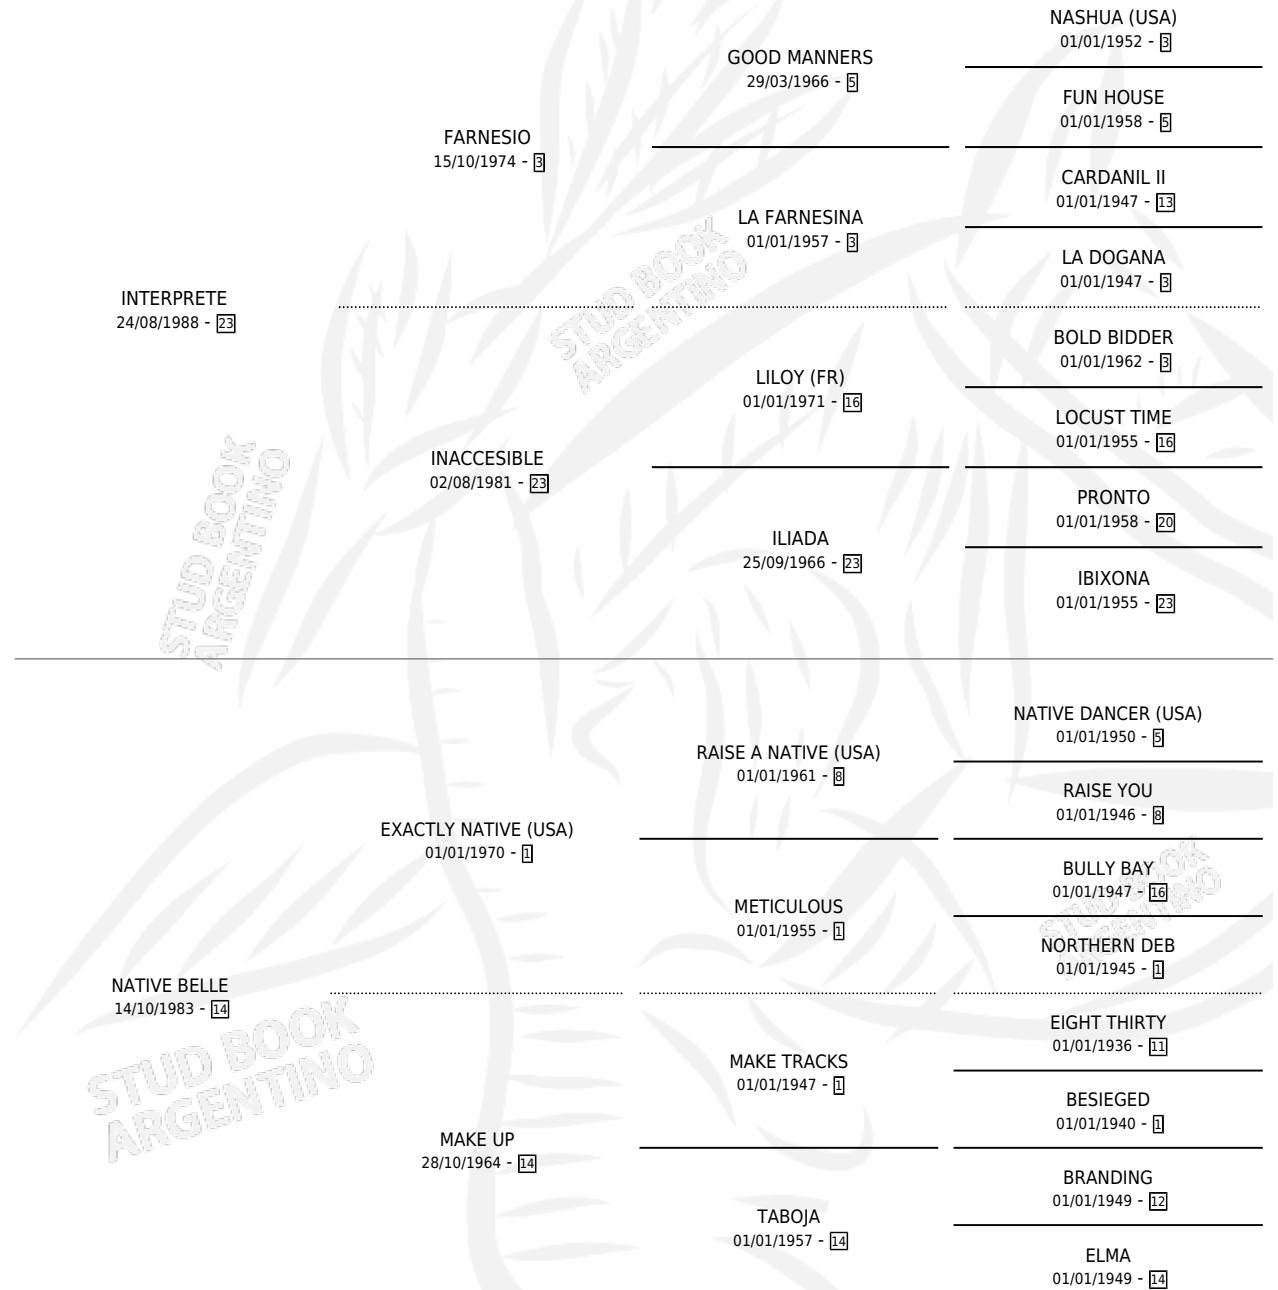 NASHUA (USA)
01/01/1952 - 3
GOOD MANNERS
29/03/1966 - 5
FUN HOUSE
01/01/1958 - 5
FARNESIO
15/10/1974 - 3
CARDANIL II
01/01/1947 - 13
LA FARNESINA
01/01/1957 - 3
LA DOGANA
01/01/1947 - 3
INTERPRETE
24/08/1988 - 23
BOLD BIDDER
01/01/1962 - 3
LILOY (FR)
01/01/1971 - 16
LOCUST TIME
01/01/1955 - 16
INACCESIBLE
02/08/1981 - 23
PRONTO
01/01/1958 - 20
ILIADA
25/09/1966 - 23
IBIXONA
01/01/1955 - 23
NATIVE DANCER (USA)
01/01/1950 - 5
RAISE A NATIVE (USA)
01/01/1961 - 8
RAISE YOU
01/01/1946 - 8
EXACTLY NATIVE (USA)
01/01/1970 - 1
BULLY BAY
01/01/1947 - 16
METICULOUS
01/01/1955 - 1
NORTHERN DEB
01/01/1945 - 1
NATIVE BELLE
14/10/1983 - 14
EIGHT THIRTY
01/01/1936 - 11
MAKE TRACKS
01/01/1947 - 1
BESIEGED
01/01/1940 - 1
MAKE UP
28/10/1964 - 14
BRANDING
01/01/1949 - 12
TABOJA
01/01/1957 - 14
ELMA
01/01/1949 - 14
STUD BOOK
ARGENTINO
STUD BOOK
ARGENTINO
STUD BOOK
ARGENTINO
STUD BOOK
ARGENTINO